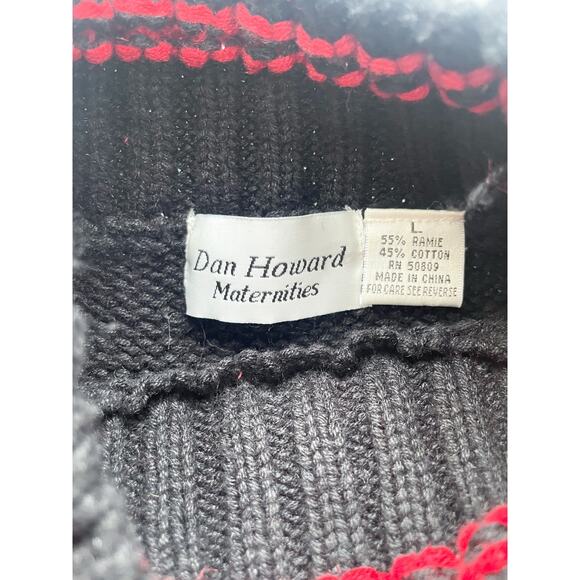 Dan Howard
Maternities
L
55% RAMIE
45% COTTON
RN 50809
MADE IN CHINA
FOR CARE SEE REVERSE